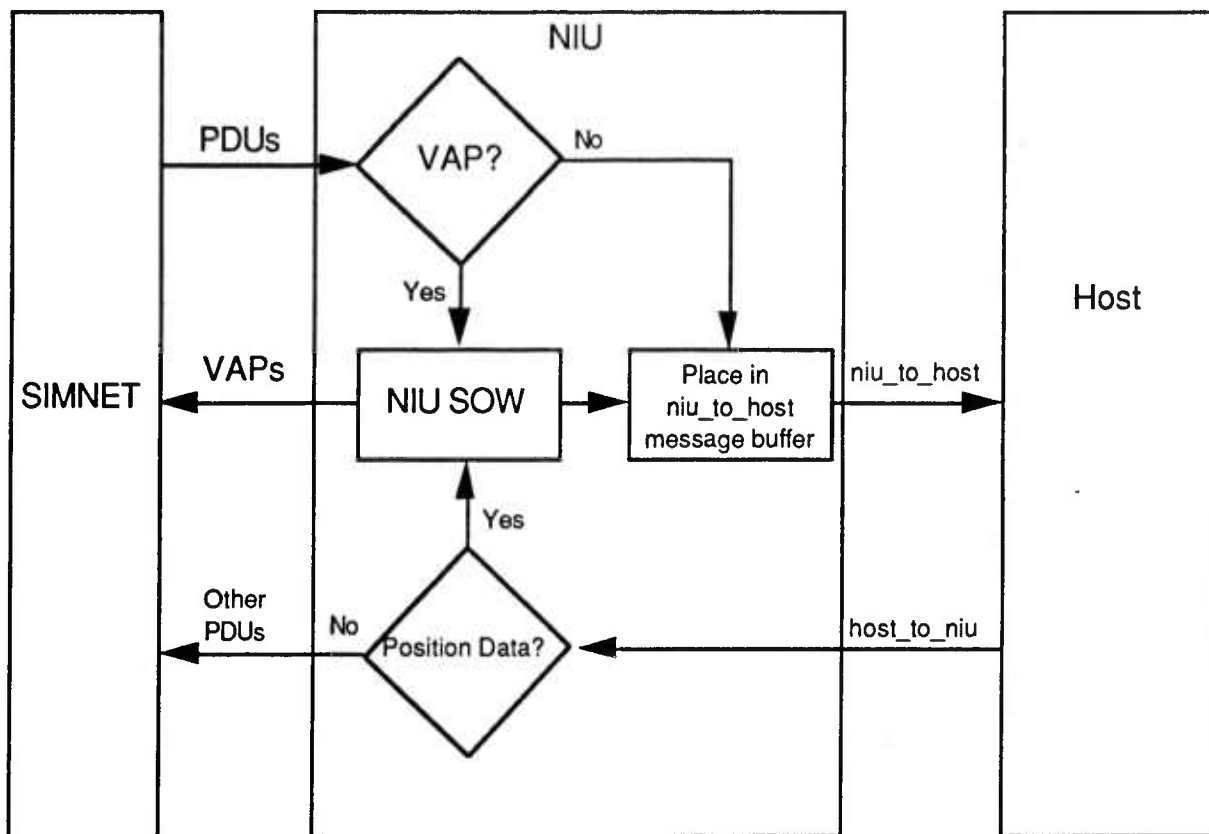 NIU
PDUs
VAP?
No
Yes
Host
VAPs
SIMNET
NIU SOW
Place in
niu_to_host
message buffer
niu_to_host
Yes
Other
PDUs
No
Position Data?
host_to_niu